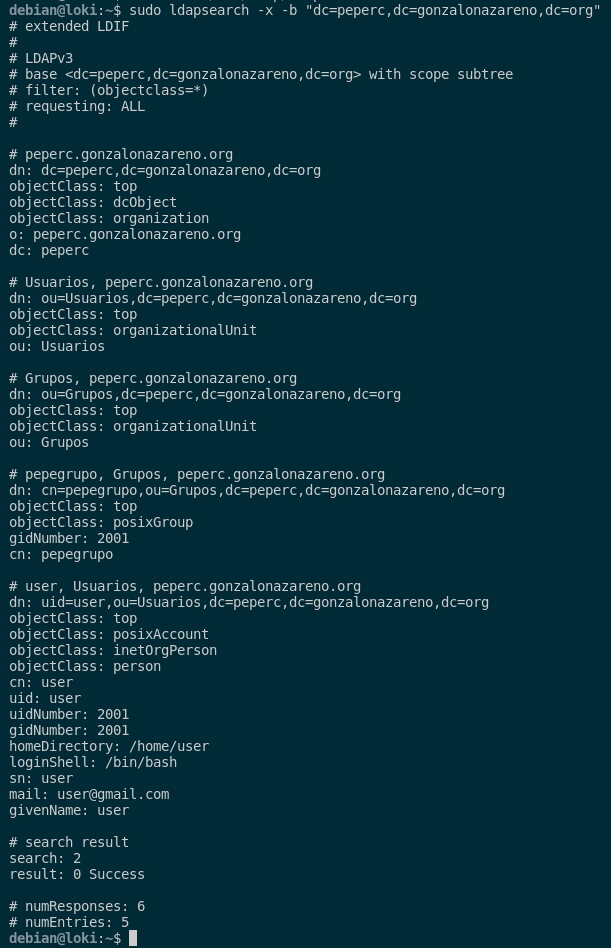 debian@loki:~$ sudo ldapsearch -x -b "dc=peperc,dc=gonzalonazareno,dc=org"
# extended LDIF
#
# LDAPv3
# base <dc=peperc,dc=gonzalonazareno,dc=org> with scope subtree
# filter: (objectclass=*)
# requesting: ALL
#

# peperc.gonzalonazareno.org
dn: dc=peperc,dc=gonzalonazareno,dc=org
objectClass: top
objectClass: dcObject
objectClass: organization
o: peperc.gonzalonazareno.org
dc: peperc

# Usuarios, peperc.gonzalonazareno.org
dn: ou=Usuarios,dc=peperc,dc=gonzalonazareno,dc=org
objectClass: top
objectClass: organizationalUnit
ou: Usuarios

# Grupos, peperc.gonzalonazareno.org
dn: ou=Grupos,dc=peperc,dc=gonzalonazareno,dc=org
objectClass: top
objectClass: organizationalUnit
ou: Grupos

# pepegrupo, Grupos, peperc.gonzalonazareno.org
dn: cn=pepegrupo,ou=Grupos,dc=peperc,dc=gonzalonazareno,dc=org
objectClass: top
objectClass: posixGroup
gidNumber: 2001
cn: pepegrupo

# user, Usuarios, peperc.gonzalonazareno.org
dn: uid=user,ou=Usuarios,dc=peperc,dc=gonzalonazareno,dc=org
objectClass: top
objectClass: posixAccount
objectClass: inetOrgPerson
objectClass: person
cn: user
uid: user
uidNumber: 2001
gidNumber: 2001
homeDirectory: /home/user
loginShell: /bin/bash
sn: user
mail: user@gmail.com
givenName: user

# search result
search: 2
result: 0 Success

# numResponses: 6
# numEntries: 5
debian@loki:~$